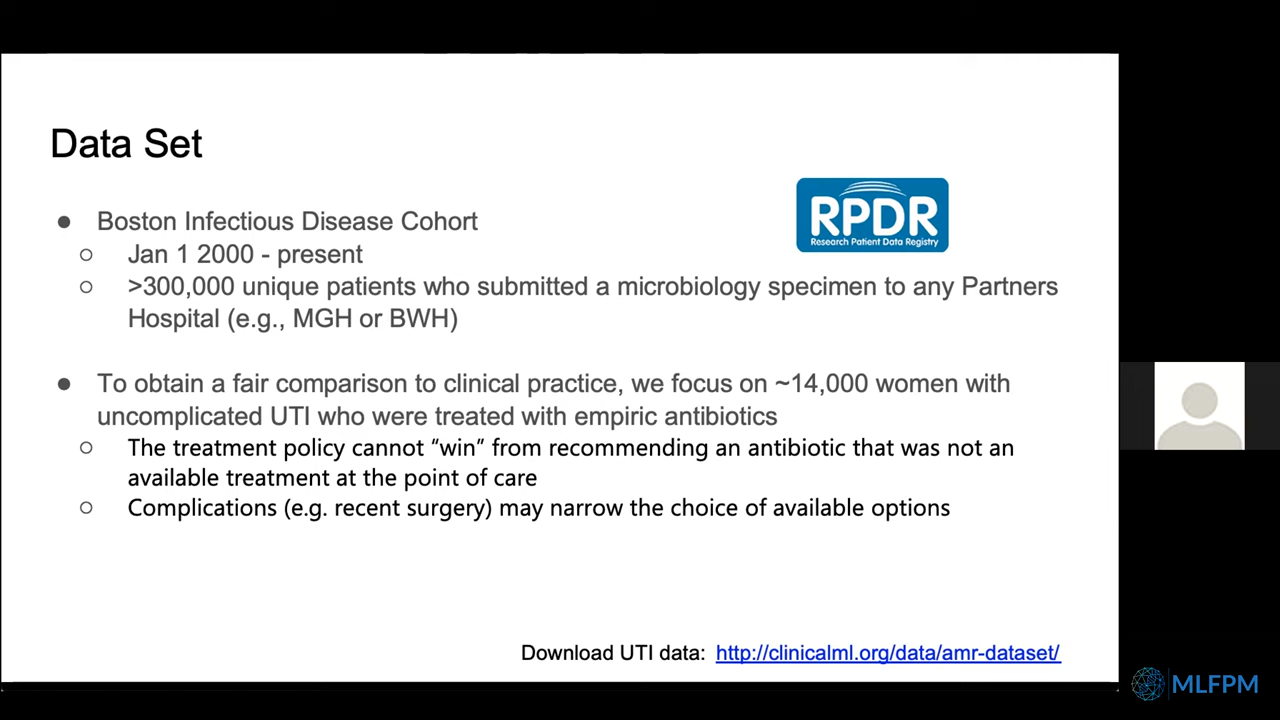 Data Set
RPDR
Research Patient Data Registry
● Boston Infectious Disease Cohort
○ Jan 1 2000 - present
○ >300,000 unique patients who submitted a microbiology specimen to any Partners
Hospital (e.g., MGH or BWH)
● To obtain a fair comparison to clinical practice, we focus on ~14,000 women with
uncomplicated UTI who were treated with empiric antibiotics
○ The treatment policy cannot “win” from recommending an antibiotic that was not an
available treatment at the point of care
○ Complications (e.g. recent surgery) may narrow the choice of available options
Download UTI data: http://clinicalml.org/data/amr-dataset/
MLFPM